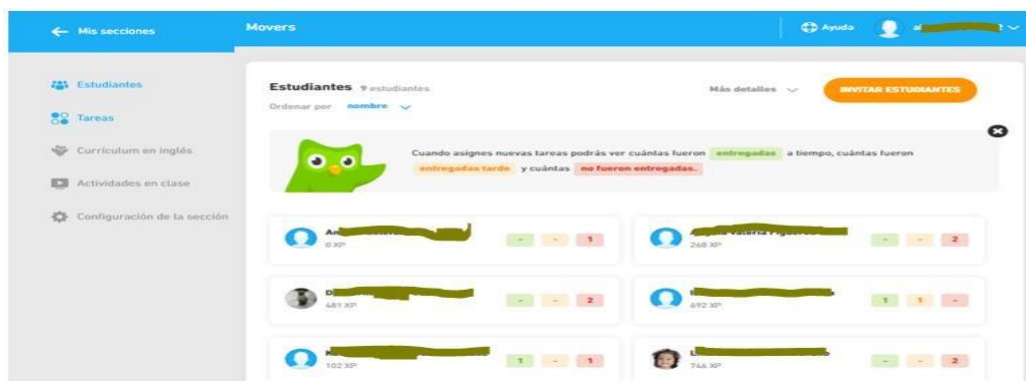 ← Mis secciones
Movers
Ayuda
Estudiantes
Tareas
Currículum en inglés
Actividades en clase
Configuración de la sección
Estudiantes 9 estudiantes
Más detalles
INVITAR ESTUDIANTES
Ordenar por nombre
Cuando asignes nuevas tareas podrás ver cuántas fueron entregadas a tiempo, cuántas fueron
entregadas tarde y cuántas no fueron entregadas.
0 XP
- - 1
268 XP
- - 2
481 XP
- - 2
692 XP
1 1 -
102 XP
1 - 1
746 XP
- - 2